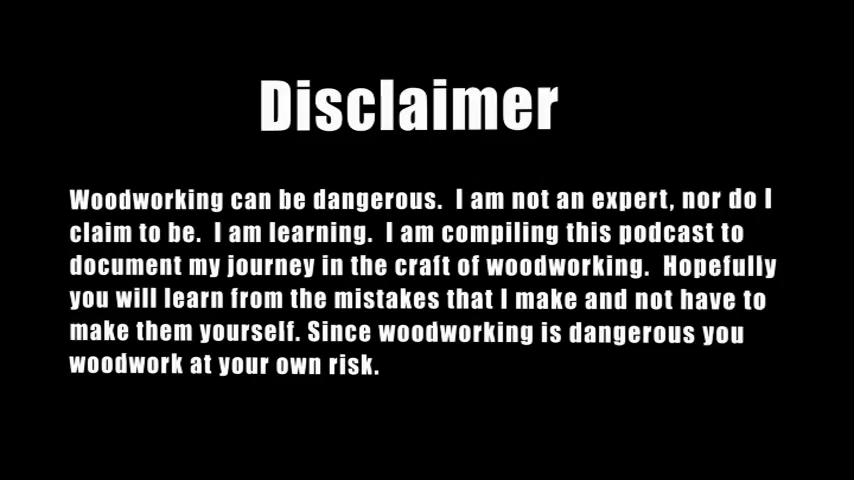 Disclaimer
Woodworking can be dangerous.  I am not an expert, nor do I
claim to be.  I am learning.  I am compiling this podcast to
document my journey in the craft of woodworking.  Hopefully
you will learn from the mistakes that I make and not have to
make them yourself. Since woodworking is dangerous you
woodwork at your own risk.